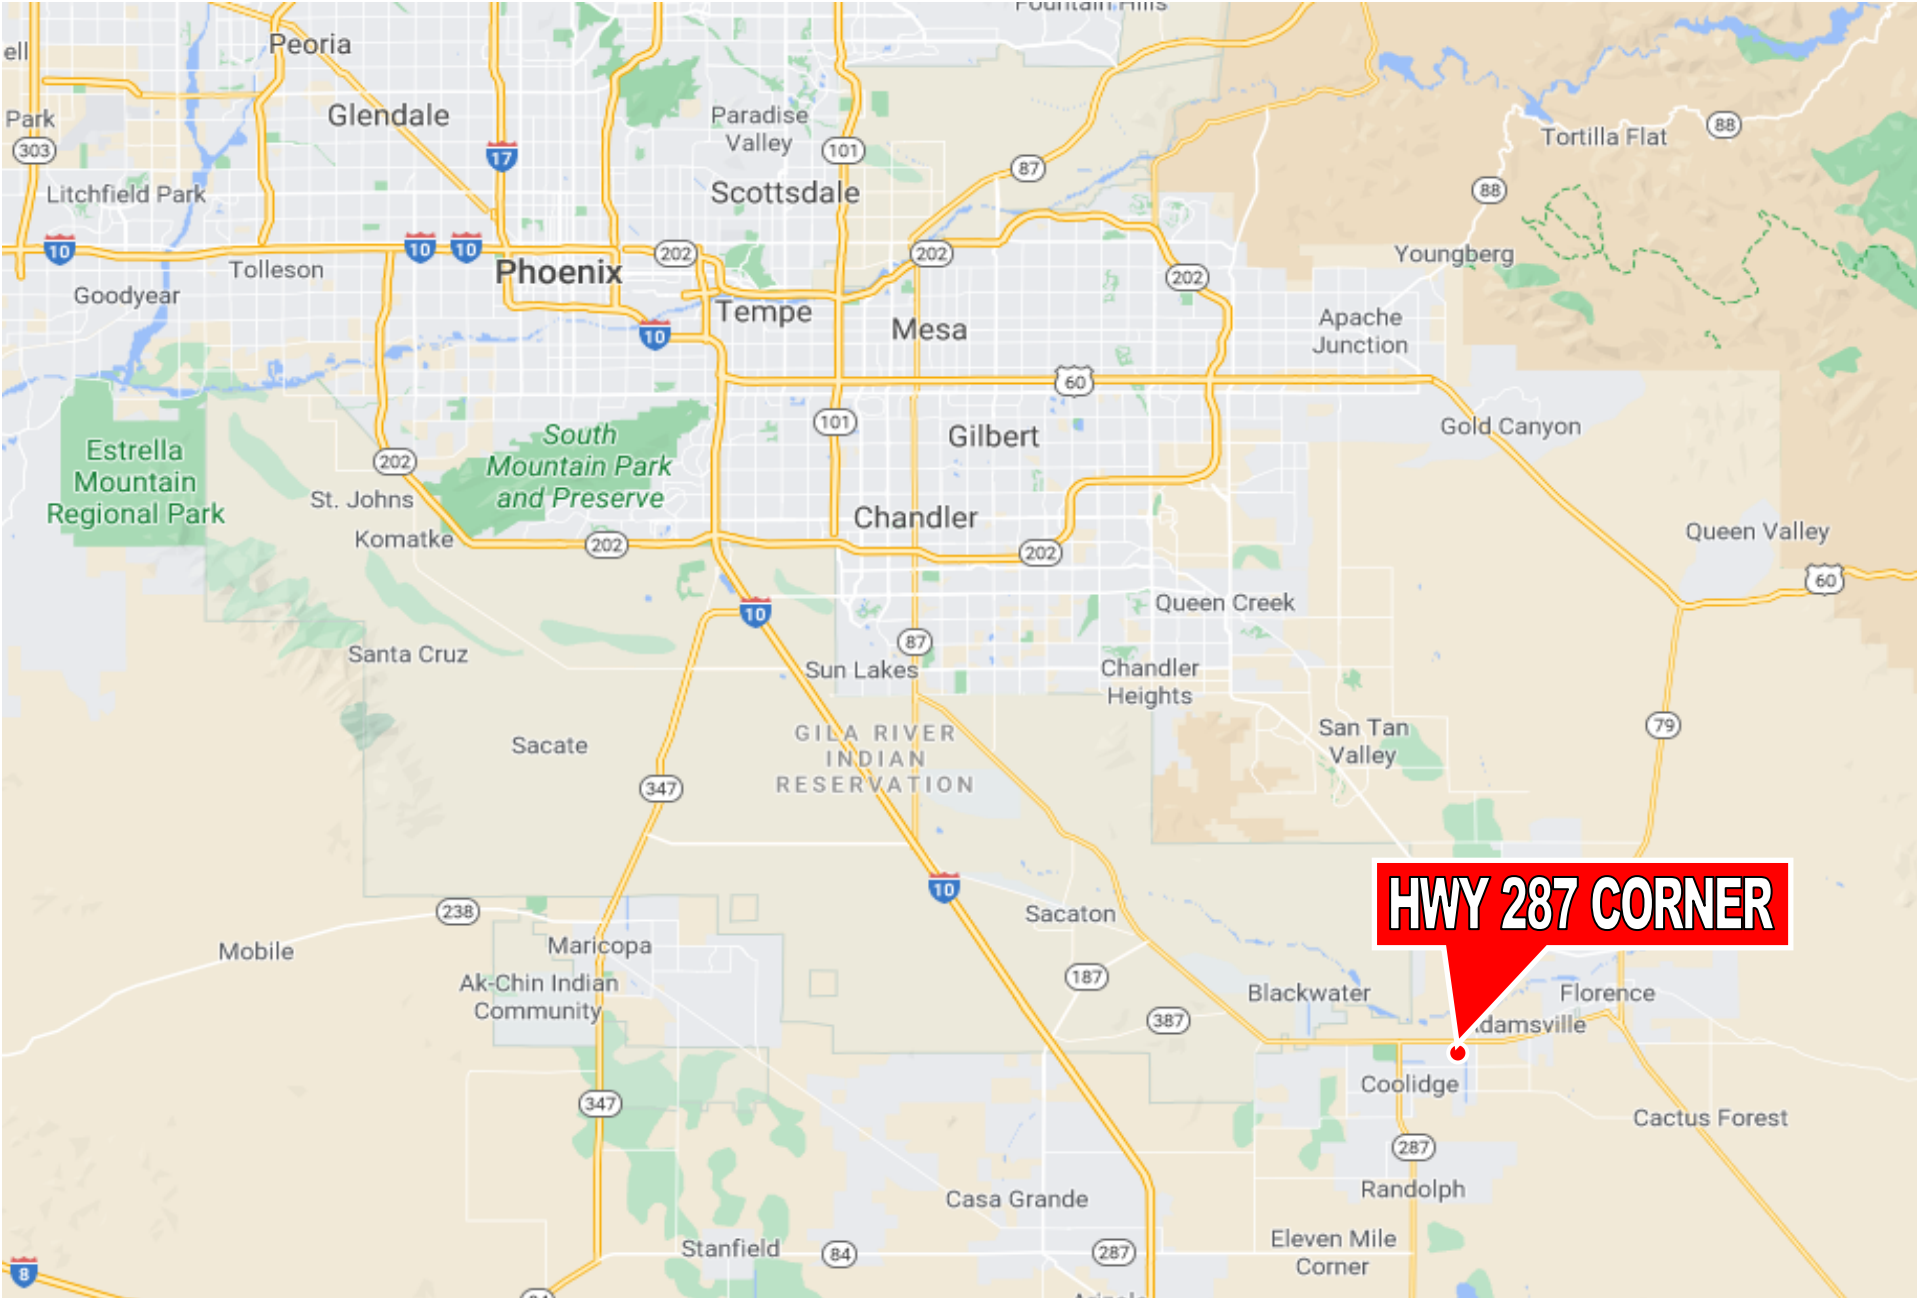 Fountain Hills
Peoria
ell
Glendale
Park
Paradise
Valley
88
Tortilla Flat
303
17
101
87
Litchfield Park
Scottsdale
88
10
10
10
202
202
Youngberg
Tolleson
Phoenix
202
Goodyear
Tempe
Mesa
Apache
Junction
10
60
101
Gold Canyon
South
Mountain Park
and Preserve
Gilbert
Estrella
Mountain
Regional Park
202
St. Johns
Chandler
Komatke
202
202
Queen Valley
60
10
Queen Creek
87
Santa Cruz
Sun Lakes
Chandler
Heights
79
GILA RIVER
INDIAN
RESERVATION
San Tan
Valley
Sacate
347
10
HWY 287 CORNER
238
Sacaton
Mobile
Maricopa
187
Ak-Chin Indian
Community
Blackwater
Florence
387
damsville
Coolidge
347
Cactus Forest
287
Randolph
Casa Grande
Stanfield
84
287
Eleven Mile
Corner
8